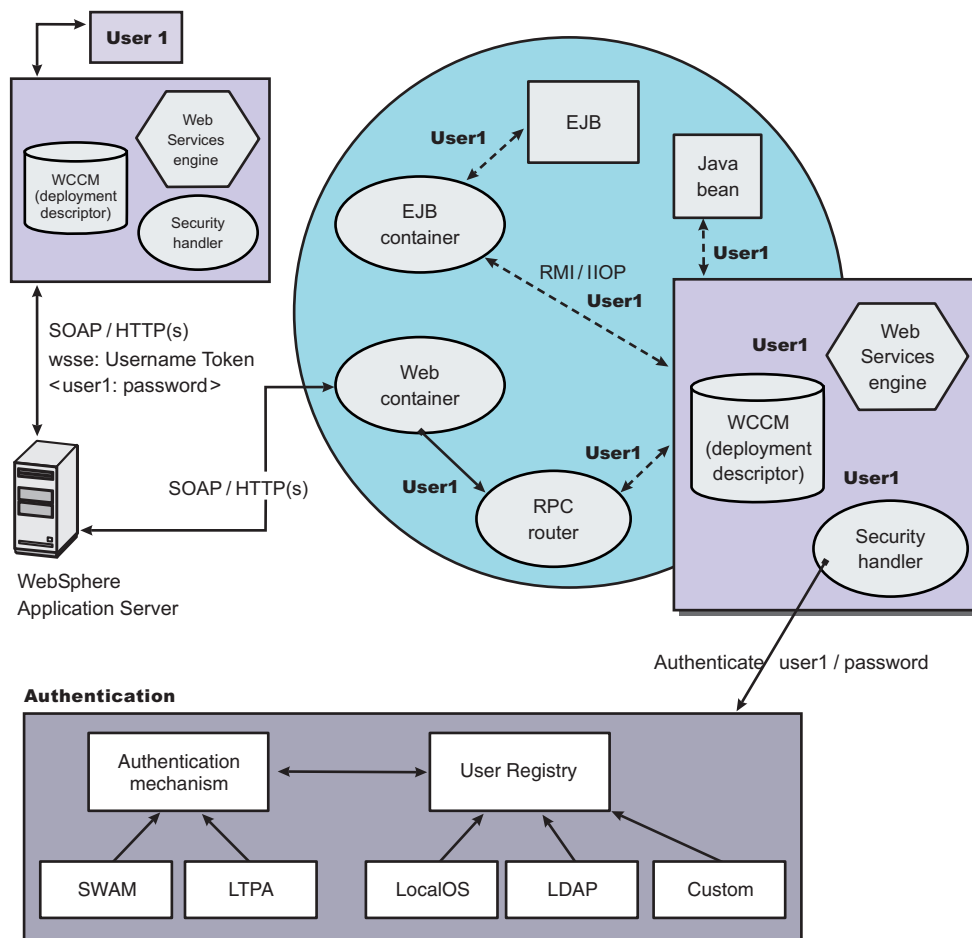 User 1
Web
Services
engine
WCCM
(deployment
descriptor)
Security
handler
SOAP / HTTP(s)
wsse: Username Token
<user1: password>
WebSphere
Application Server
SOAP / HTTP(s)
User1
EJB
EJB
container
Java
bean
User1
RMI / IIOP
User1
Web
container
User1
RPC
router
User1
User1
Web
Services
engine
WCCM
(deployment
descriptor)
User1
Security
handler
Authenticate user1 / password
Authentication
Authentication
mechanism
User Registry
SWAM
LTPA
LocalOS
LDAP
Custom